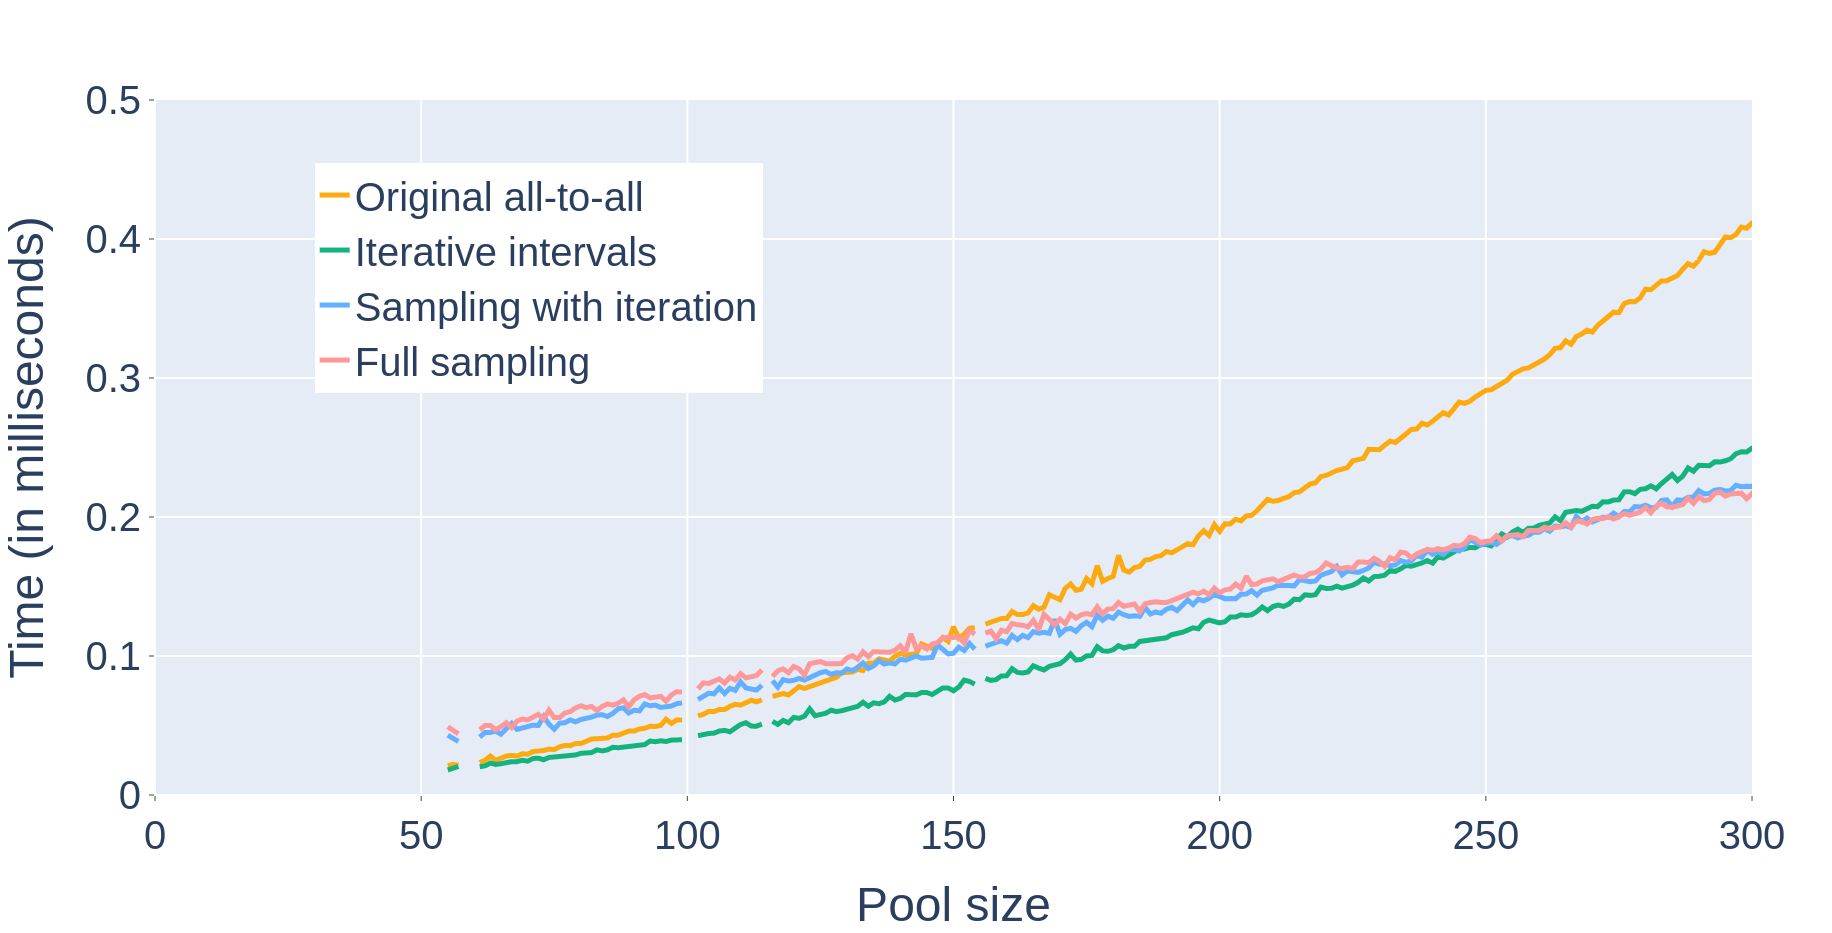 0.5
0.4
0.3
0.2
0.1
0
Time (in milliseconds)
Original all-to-all
Iterative intervals
Sampling with iteration
Full sampling
0 50 100 150 200 250 300
Pool size